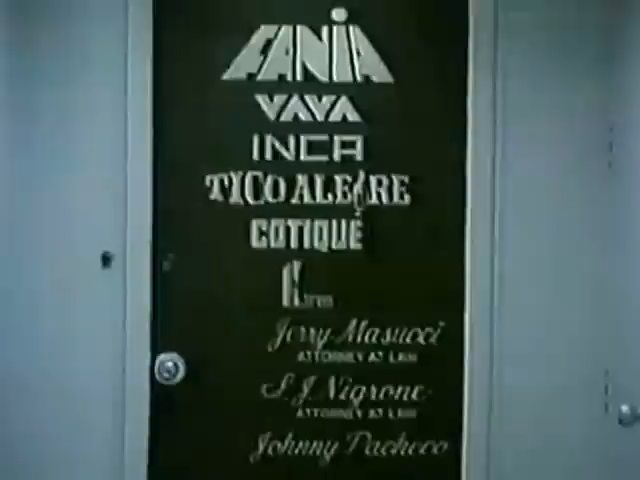 FANIA
VAYA
INCA
TICO ALEGRE
COTIQUE
Jerry Masucci
ATTORNEY AT LAW
S. J. Nigrone
ATTORNEY AT LAW
Johnny Pacheco